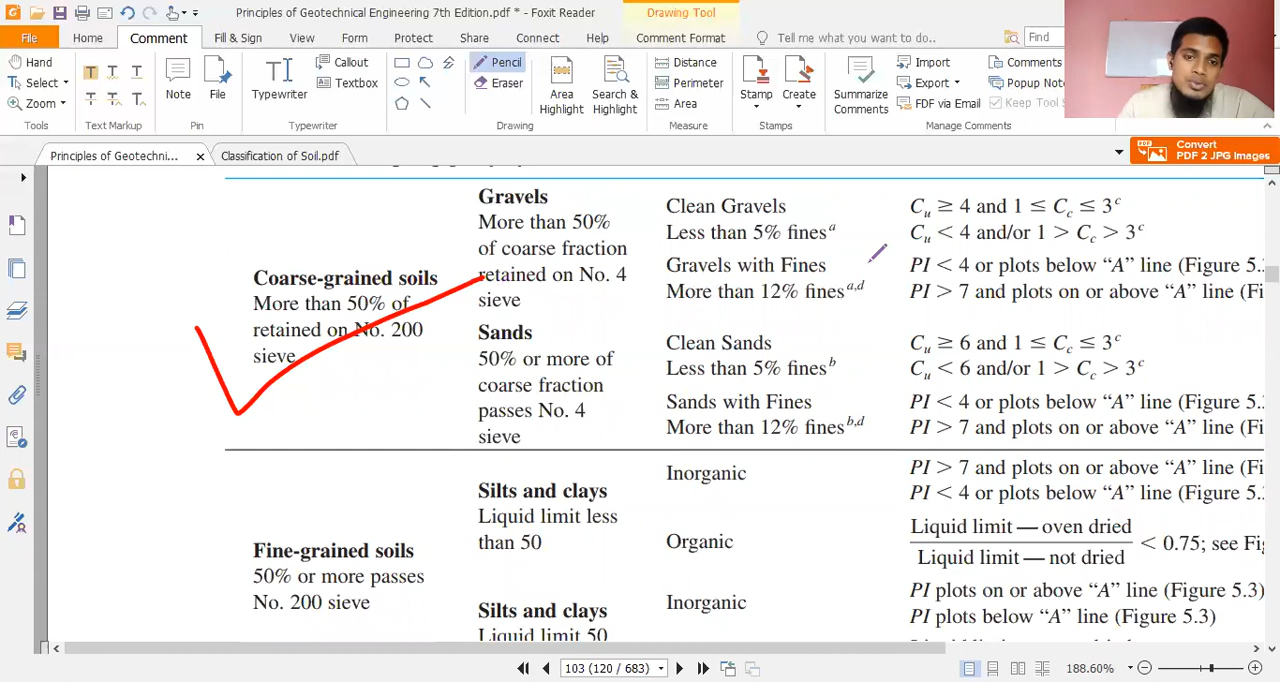 Principles of Geotechnical Engineering 7th Edition.pdf * - Foxit Reader
Drawing Tool
File Home Comment Fill & Sign View Form Protect Share Connect Help Comment Format Tell me what you want to do.. Find
Hand
Select
Zoom
Tools
Text Markup
Note
File
Pin
Typewriter
Callout
Textbox
Typewriter
Pencil
Eraser
Area Highlight
Search & Highlight
Drawing
Distance
Perimeter
Area
Measure
Stamp
Create
Stamps
Summarize Comments
Import
Export
FDF via Email
Comments
Popup Not
Keep Tool S
Manage Comments
Principles of Geotechni... Classification of Soil.pdf
Convert
PDF 2 JPG Images
Coarse-grained soils
More than 50% of
retained on No. 200
sieve
Gravels
More than 50%
of coarse fraction
retained on No. 4
sieve
Clean Gravels
Less than 5% fines^a
Cu ≥ 4 and 1 ≤ Cc ≤ 3^c
Cu < 4 and/or 1 > Cc > 3^c
Gravels with Fines
More than 12% fines^a,d
PI < 4 or plots below “A” line (Figure 5.
PI > 7 and plots on or above “A” line (Fi
Sands
50% or more of
coarse fraction
passes No. 4
sieve
Clean Sands
Less than 5% fines^b
Cu ≥ 6 and 1 ≤ Cc ≤ 3^c
Cu < 6 and/or 1 > Cc > 3^c
Sands with Fines
More than 12% fines^b,d
PI < 4 or plots below “A” line (Figure 5.
PI > 7 and plots on or above “A” line (Fi
Fine-grained soils
50% or more passes
No. 200 sieve
Silts and clays
Liquid limit less
than 50
Inorganic
PI > 7 and plots on or above “A” line (Fi
PI < 4 or plots below “A” line (Figure 5.
Organic
Liquid limit — oven dried
Liquid limit — not dried
< 0.75; see Fig
Silts and clays
Liquid limit 50
Inorganic
PI plots on or above “A” line (Figure 5.3)
PI plots below “A” line (Figure 5.3)
103 (120 / 683)
188.60%